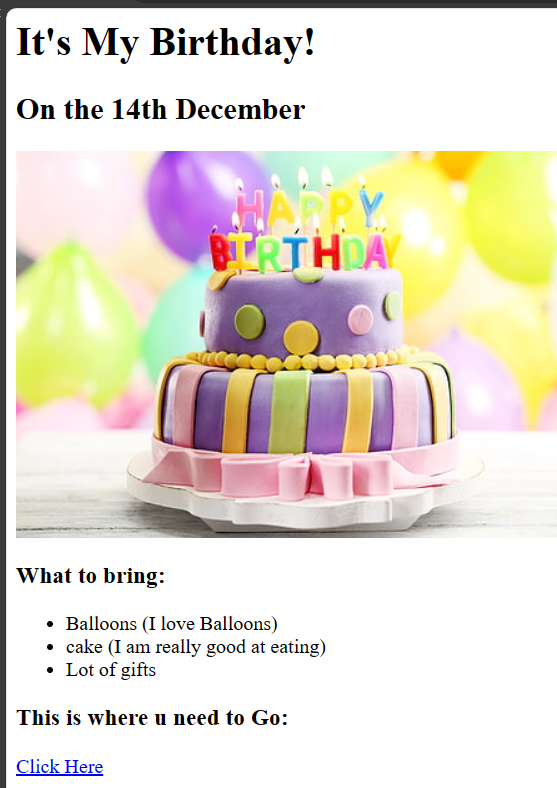 It's My Birthday!
On the 14th December
HAPPY
BIRTHDAY
What to bring:
Balloons (I love Balloons)
cake (I am really good at eating)
Lot of gifts
This is where u need to Go:
Click Here